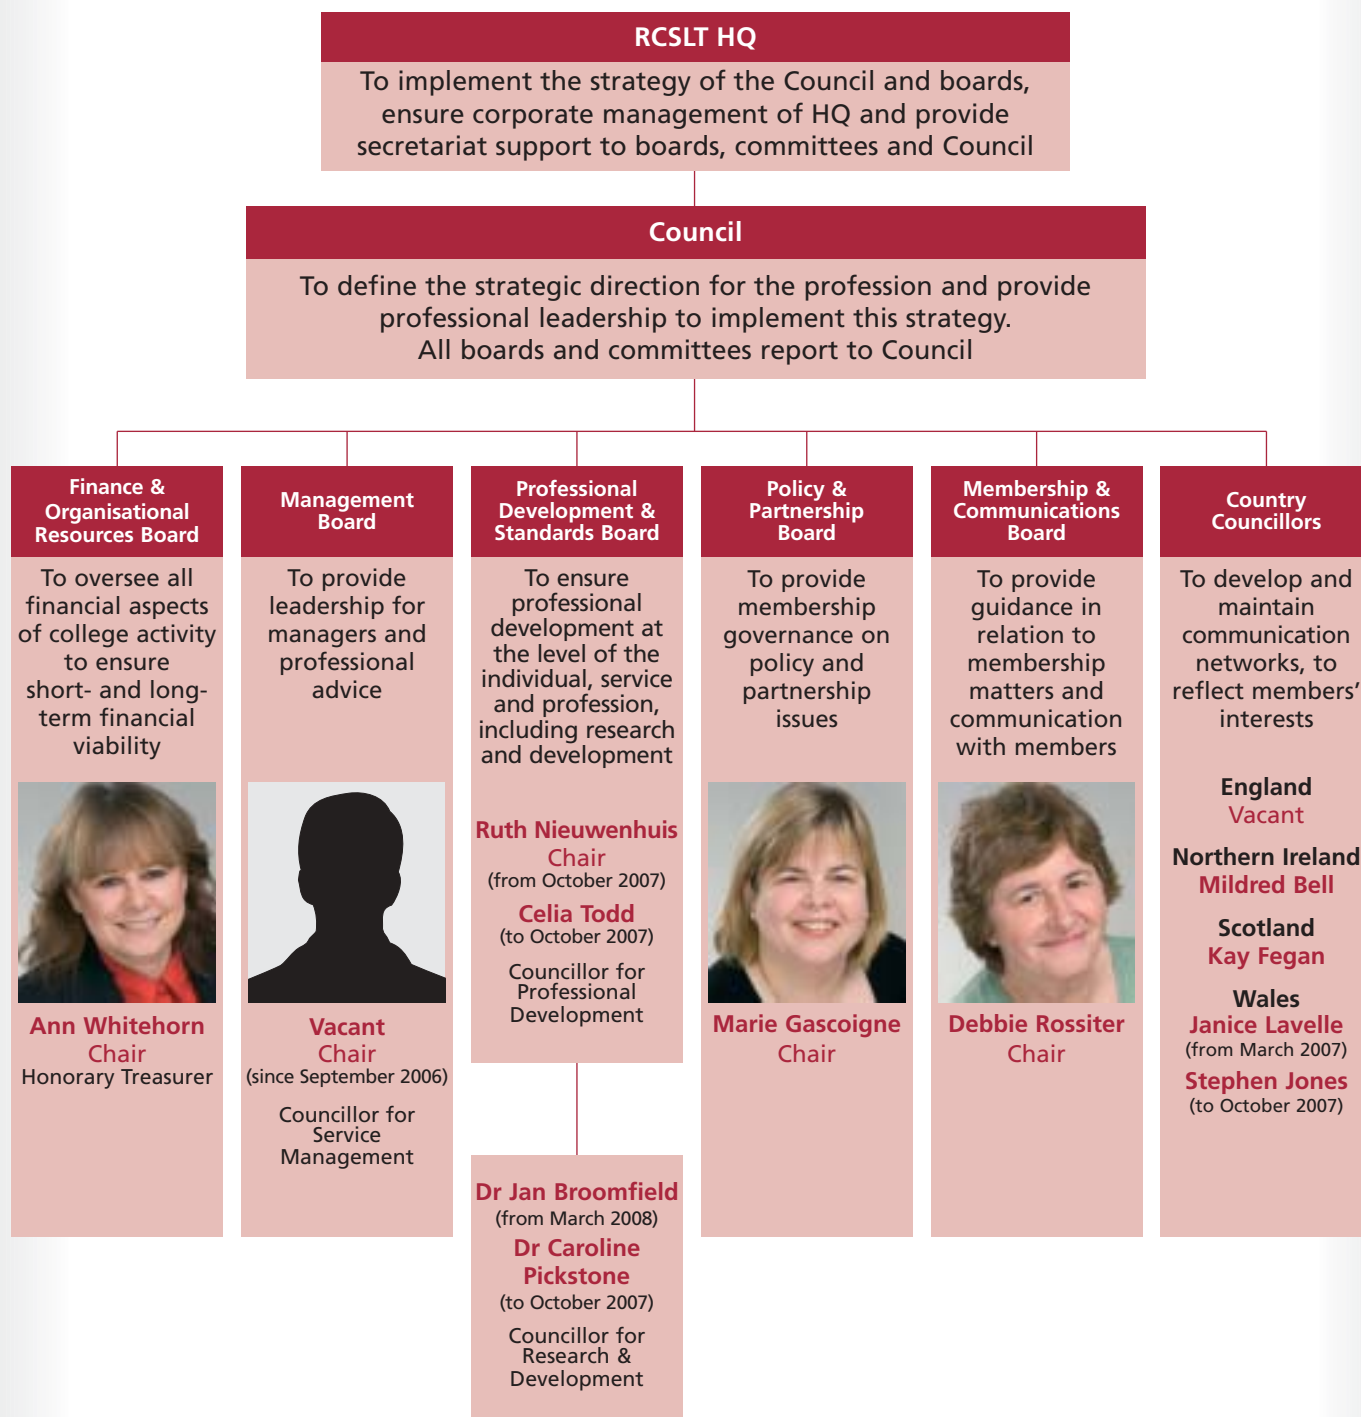 RCSLT HQ
To implement the strategy of the Council and boards,
ensure corporate management of HQ and provide
secretariat support to boards, committees and Council
Council
To define the strategic direction for the profession and provide
professional leadership to implement this strategy.
All boards and committees report to Council
Finance &
Organisational
Resources Board
To oversee all
financial aspects
of college activity
to ensure
short- and long-
term financial
viability
Ann Whitehorn
Chair
Honorary Treasurer
Management
Board
To provide
leadership for
managers and
professional
advice
Vacant
Chair
(since September 2006)
Councillor for
Service
Management
Professional
Development &
Standards Board
To ensure
professional
development at
the level of the
individual, service
and profession,
including research
and development
Ruth Nieuwenhuis
Chair
(from October 2007)
Celia Todd
(to October 2007)
Councillor for
Professional
Development
Dr Jan Broomfield
(from March 2008)
Dr Caroline
Pickstone
(to October 2007)
Councillor for
Research &
Development
Policy &
Partnership
Board
To provide
membership
governance on
policy and
partnership
issues
Marie Gascoigne
Chair
Membership &
Communications
Board
To provide
guidance in
relation to
membership
matters and
communication
with members
Debbie Rossiter
Chair
Country
Councillors
To develop and
maintain
communication
networks, to
reflect members’
interests
England
Vacant
Northern Ireland
Mildred Bell
Scotland
Kay Fegan
Wales
Janice Lavelle
(from March 2007)
Stephen Jones
(to October 2007)